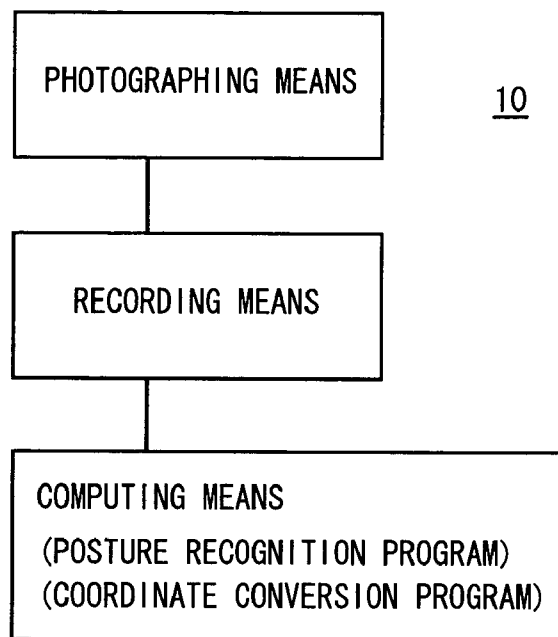 PHOTOGRAPHING MEANS
10
RECORDING MEANS
COMPUTING MEANS
(POSTURE RECOGNITION PROGRAM)
(COORDINATE CONVERSION PROGRAM)